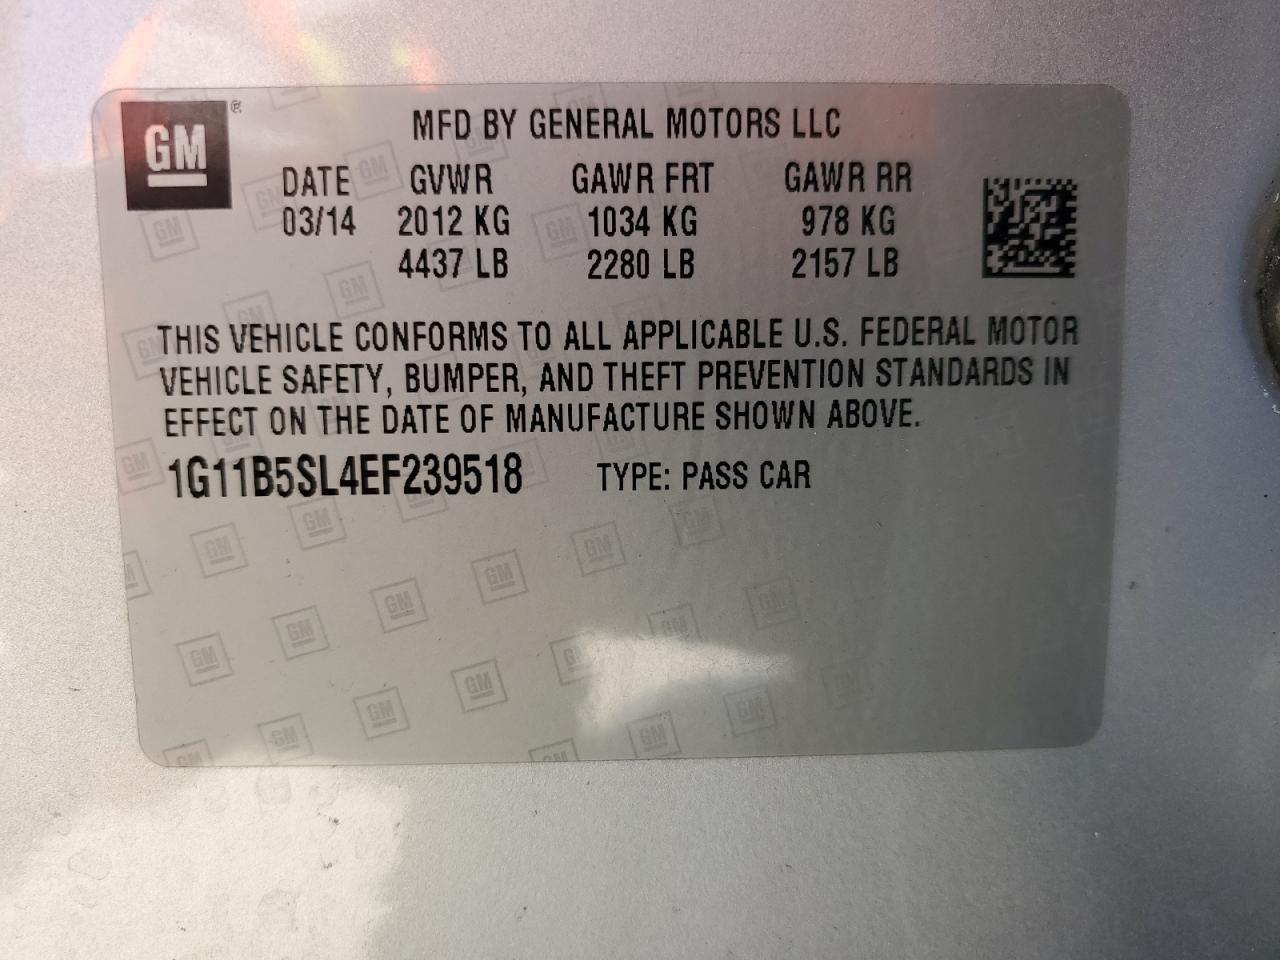 GM®
MFD BY GENERAL MOTORS LLC
DATE GVWR GAWR FRT GAWR RR
03/14 2012 KG 1034 KG 978 KG
4437 LB 2280 LB 2157 LB
THIS VEHICLE CONFORMS TO ALL APPLICABLE U.S. FEDERAL MOTOR
VEHICLE SAFETY, BUMPER, AND THEFT PREVENTION STANDARDS IN
EFFECT ON THE DATE OF MANUFACTURE SHOWN ABOVE.
1G11B5SL4EF239518 TYPE: PASS CAR